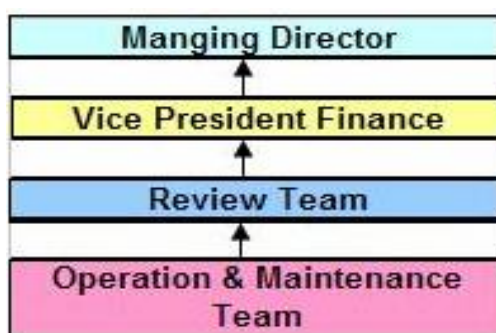 Manging Director
Vice President Finance
Review Team
Operation & Maintenance
Team